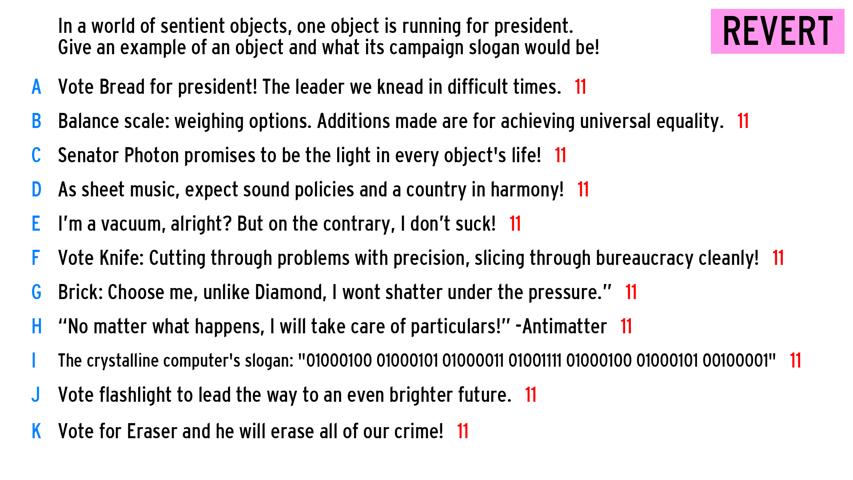 In a world of sentient objects, one object is running for president.
Give an example of an object and what its campaign slogan would be!
REVERT
A Vote Bread for president! The leader we knead in difficult times. 11
B Balance scale: weighing options. Additions made are for achieving universal equality. 11
C Senator Photon promises to be the light in every object's life! 11
D As sheet music, expect sound policies and a country in harmony! 11
E I’m a vacuum, alright? But on the contrary, I don’t suck! 11
F Vote Knife: Cutting through problems with precision, slicing through bureaucracy cleanly! 11
G Brick: Choose me, unlike Diamond, I wont shatter under the pressure.” 11
H “No matter what happens, I will take care of particulars!” -Antimatter 11
I The crystalline computer's slogan: "01000100 01000101 01000011 01001111 01000100 01000101 00100001" 11
J Vote flashlight to lead the way to an even brighter future. 11
K Vote for Eraser and he will erase all of our crime! 11